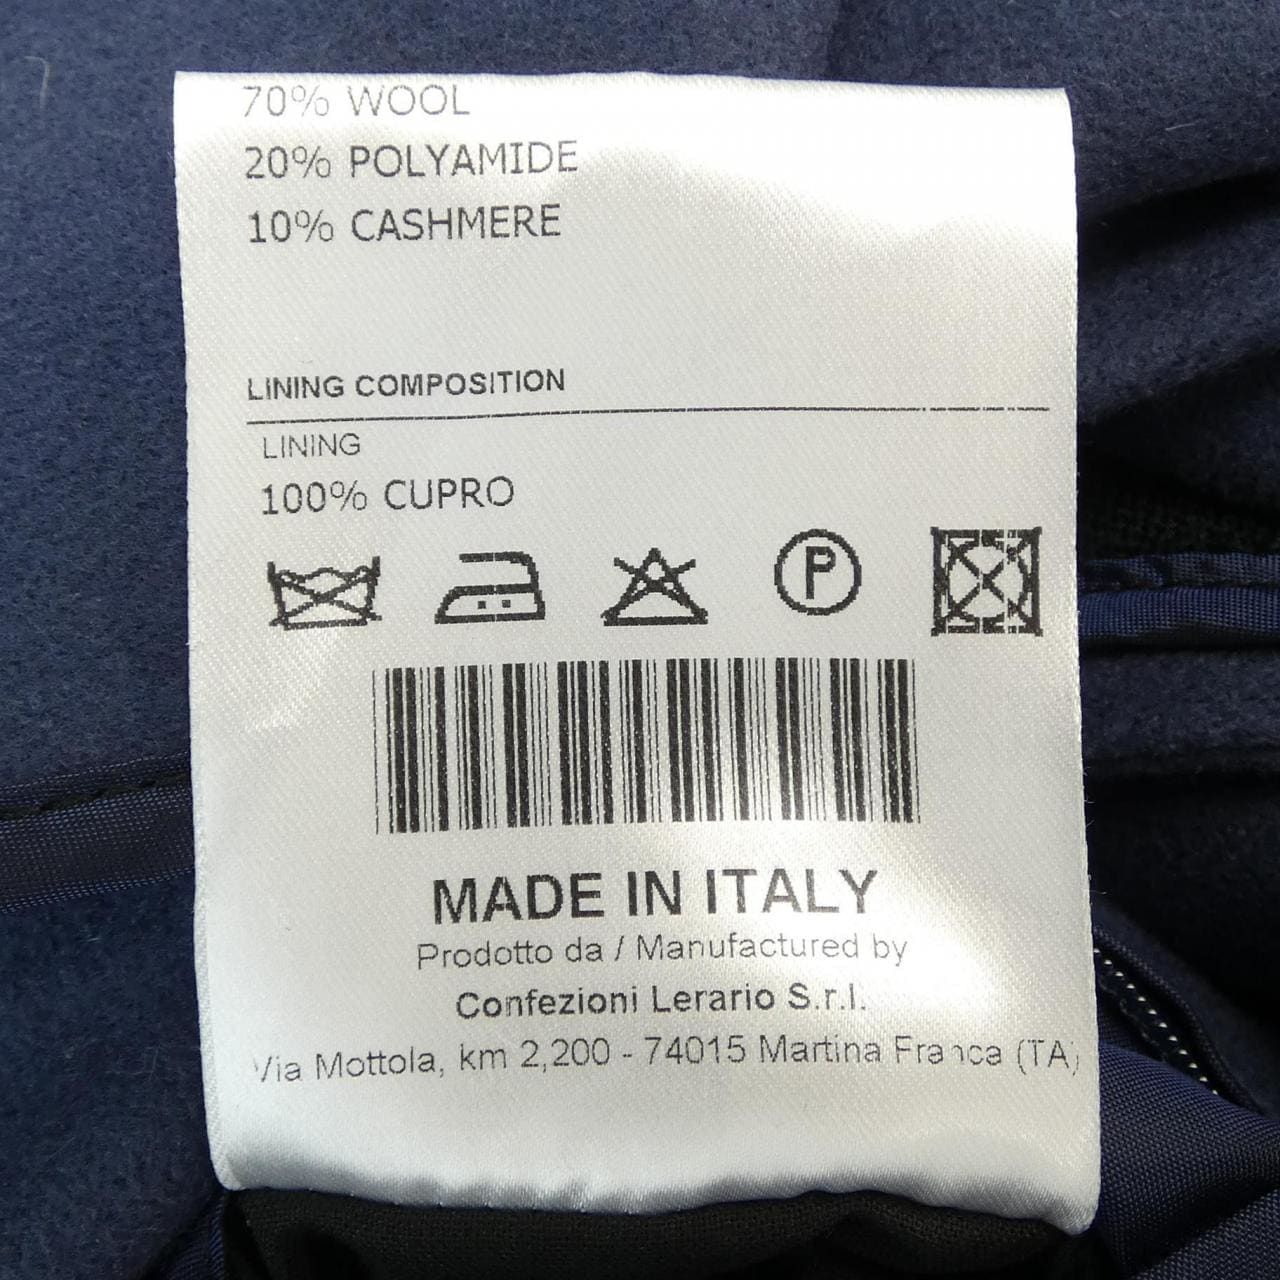 70% WOOL
20% POLYAMIDE
10% CASHMERE
LINING COMPOSITION
LINING
100% CUPRO
P
MADE IN ITALY
Prodotto da / Manufactured by
Confezioni Lerario S.r.l.
Via Mottola, km 2,200 - 74015 Martina Franca (TA)